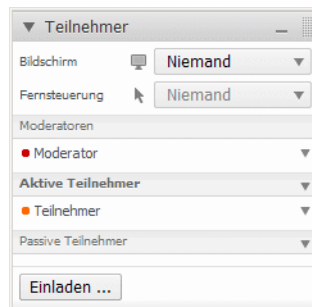 Teilnehmer
Bildschirm Niemand
Fernsteuerung Niemand
Moderatoren
Moderator
Aktive Teilnehmer
Teilnehmer
Passive Teilnehmer
Einladen ...